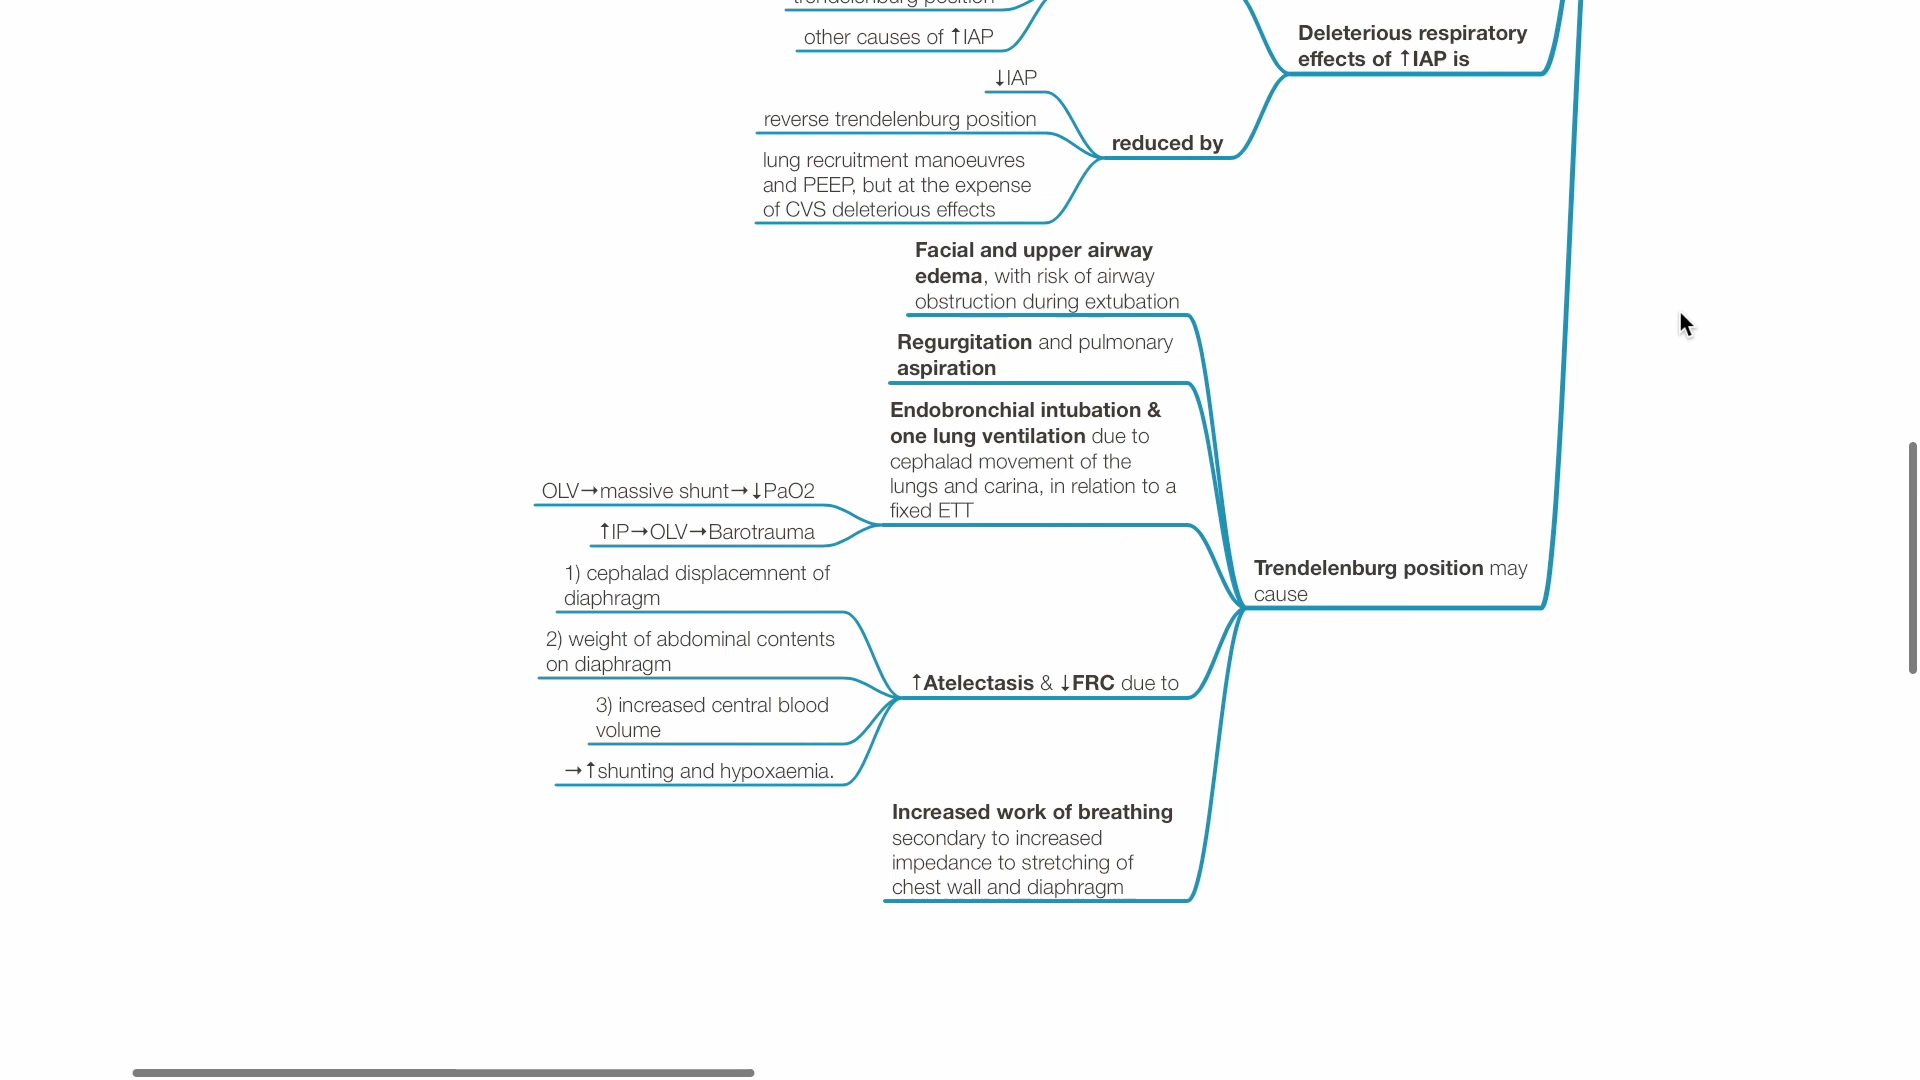 trendelenburg position
other causes of ↑IAP
Deleterious respiratory
effects of ↑IAP is
↓IAP
reverse trendelenburg position
reduced by
lung recruitment manoeuvres
and PEEP, but at the expense
of CVS deleterious effects
Facial and upper airway
edema, with risk of airway
obstruction during extubation
Regurgitation and pulmonary
aspiration
Endobronchial intubation &
one lung ventilation due to
cephalad movement of the
lungs and carina, in relation to a
fixed ETT
OLV→massive shunt→↓PaO2
↑IP→OLV→Barotrauma
Trendelenburg position may
cause
1) cephalad displacemnent of
diaphragm
2) weight of abdominal contents
on diaphragm
↑Atelectasis & ↓FRC due to
3) increased central blood
volume
→↑shunting and hypoxaemia.
Increased work of breathing
secondary to increased
impedance to stretching of
chest wall and diaphragm